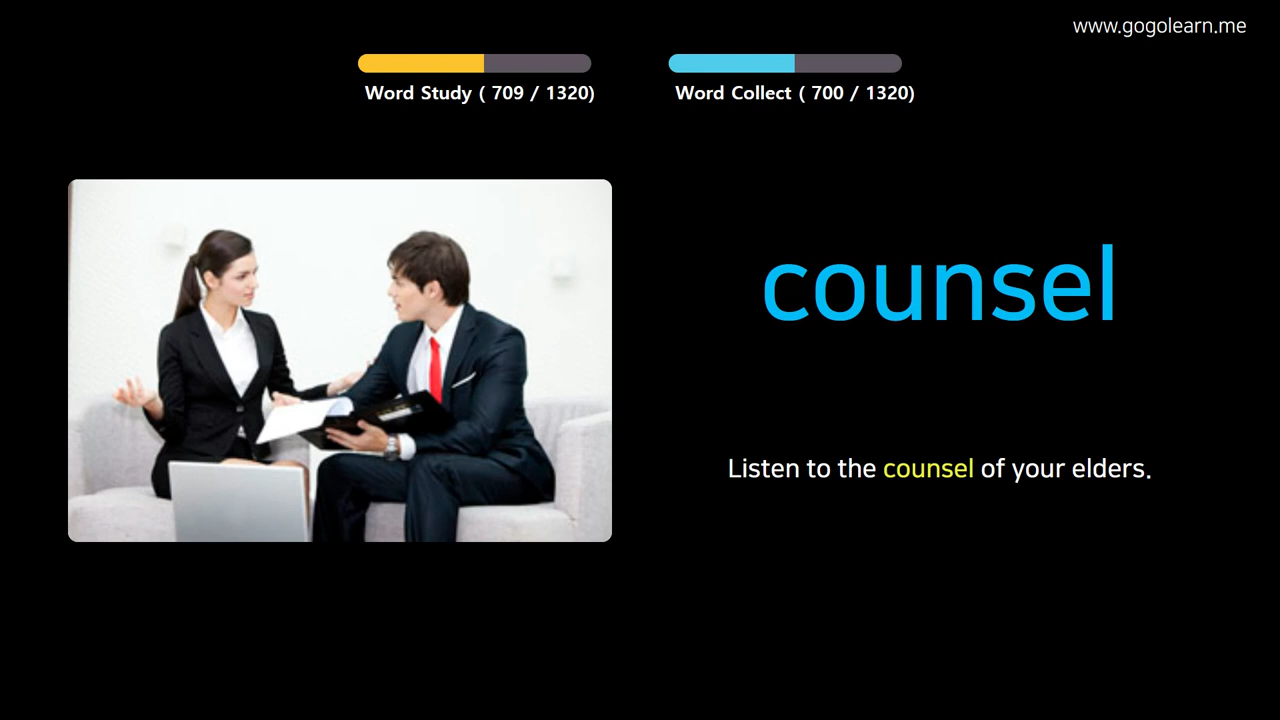 www.gogolearn.me
Word Study ( 709 / 1320)
Word Collect ( 700 / 1320)
counsel
Listen to the counsel of your elders.